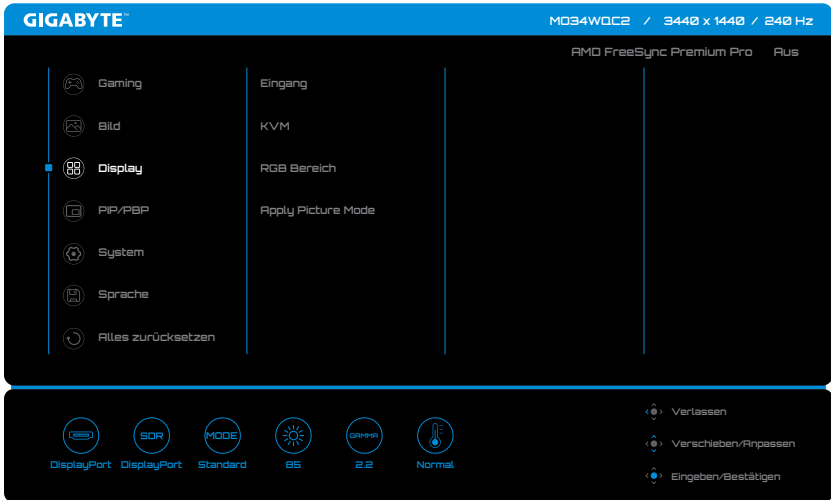 GIGABYTE™ MO34WQC2 / 3440 x 1440 / 240 Hz
AMD FreeSync Premium Pro Aus
Gaming Eingang
Bild KVM
Display RGB Bereich
PIP/PBP Apply Picture Mode
System
Sprache
Alles zurücksetzen
SDR MODE GAMMA
DisplayPort DisplayPort Standard 85 2.2 Normal
Verlassen
Verschieben/Anpassen
Eingeben/Bestätigen